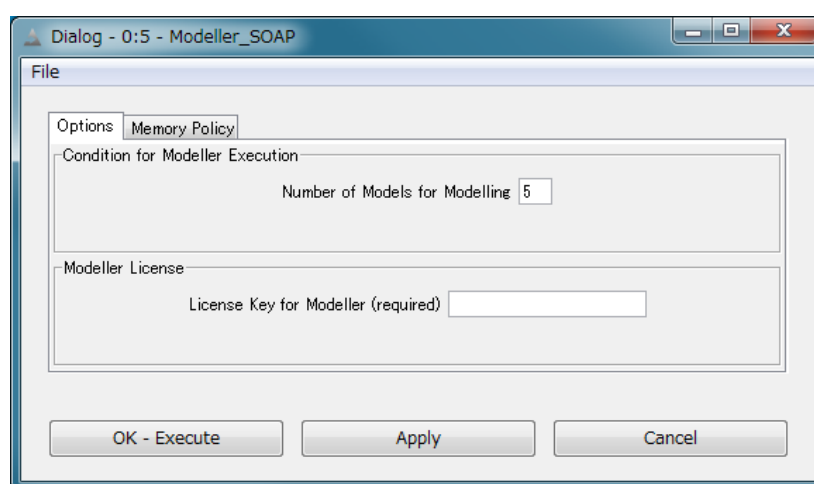 Dialog - 0:5 - Modeller_SOAP
File
Options Memory Policy
Condition for Modeller Execution
Number of Models for Modelling 5
Modeller License
License Key for Modeller (required)
OK - Execute Apply Cancel